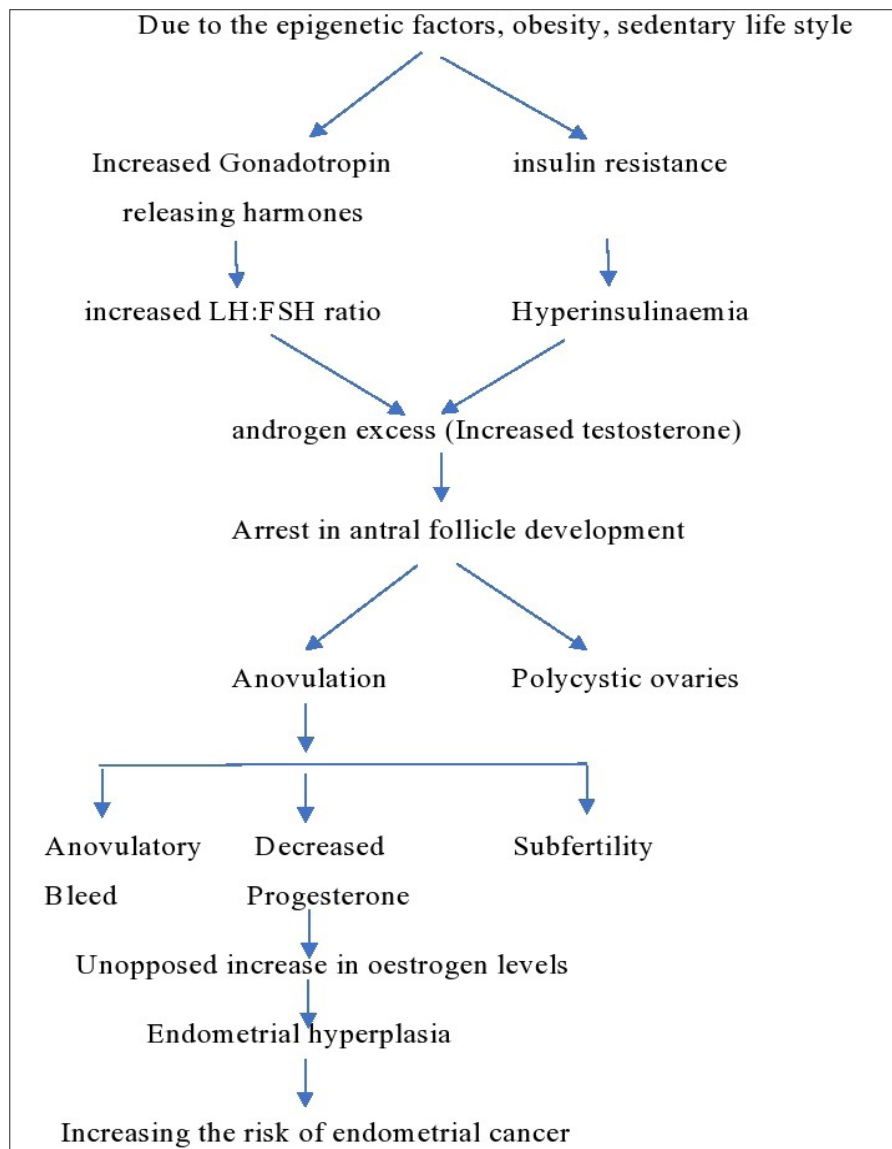 Due to the epigenetic factors, obesity, sedentary life style
Increased Gonadotropin
releasing harmones
insulin resistance
increased LH:FSH ratio
Hyperinsulinaemia
androgen excess (Increased testosterone)
Arrest in antral follicle development
Anovulation
Polycystic ovaries
Anovulatory
Bleed
Decreased
Progesterone
Subfertility
Unopposed increase in oestrogen levels
Endometrial hyperplasia
Increasing the risk of endometrial cancer